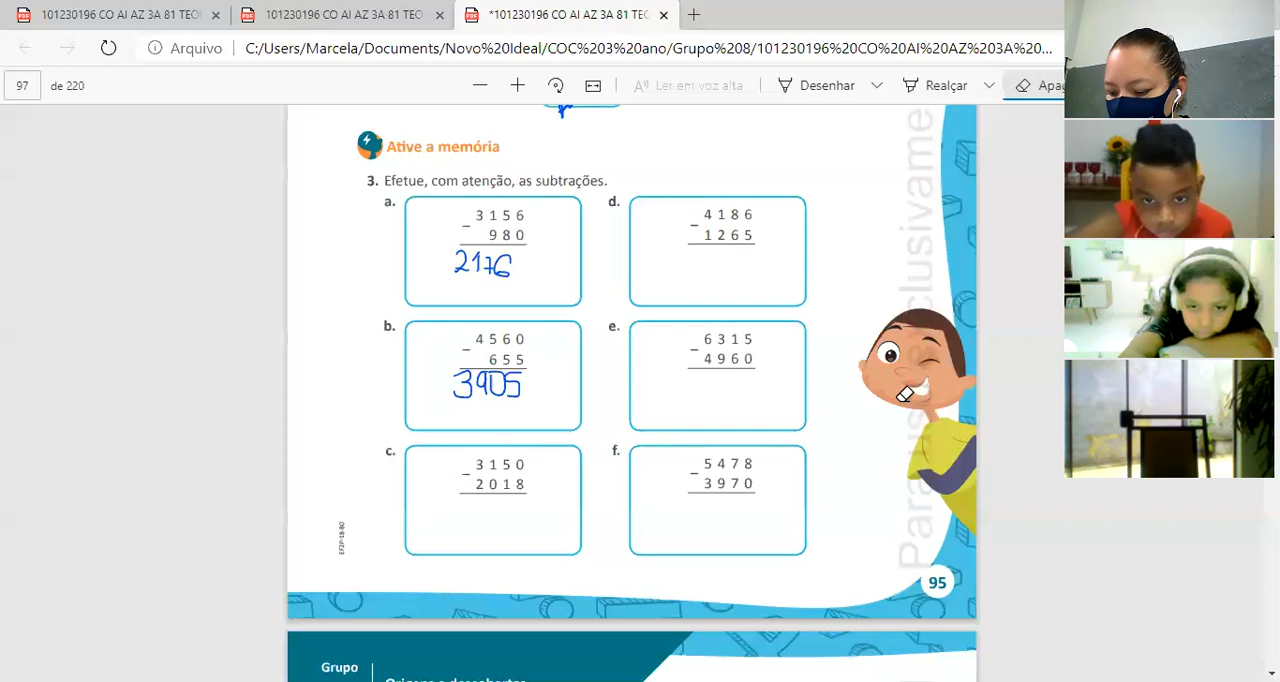 101230196 CO AI AZ 3A 81 TEO
101230196 CO AI AZ 3A 81 TEO
*101230196 CO AI AZ 3A 81 TEO
Arquivo
C:/Users/Marcela/Documents/Novo%20Ideal/COC%203%20ano/Grupo%208/101230196%20CO%20AI%20AZ%203A%20...
97
de 220
Ler em voz alta
Desenhar
Realçar
Ative a memória
3. Efetue, com atenção, as subtrações.
a.
3 1 5 6
− 9 8 0
2176
d.
4 1 8 6
− 1 2 6 5
b.
4 5 6 0
− 6 5 5
3905
e.
6 3 1 5
− 4 9 6 0
c.
3 1 5 0
− 2 0 1 8
f.
5 4 7 8
− 3 9 7 0
EF2P-18-80
95
Grupo